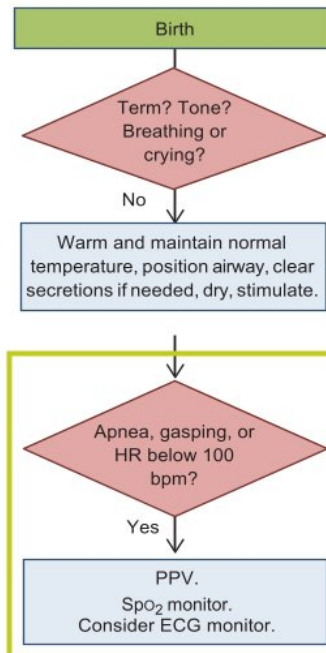 Birth
Term? Tone?
Breathing or
crying?
No
Warm and maintain normal
temperature, position airway, clear
secretions if needed, dry, stimulate.
Apnea, gasping, or
HR below 100
bpm?
Yes
PPV.
SpO₂ monitor.
Consider ECG monitor.